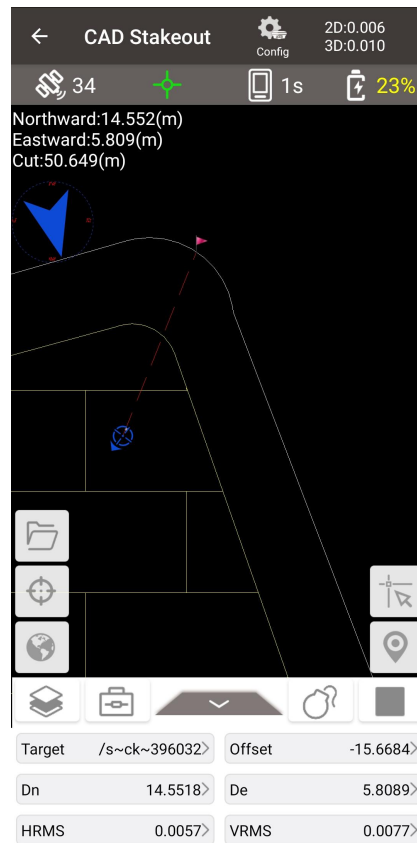 CAD Stakeout
Config
2D:0.006
3D:0.010
34
1s
23%
Northward:14.552(m)
Eastward:5.809(m)
Cut:50.649(m)
Target /s~ck~396032
Offset -15.6684
Dn 14.5518
De 5.8089
HRMS 0.0057
VRMS 0.0077